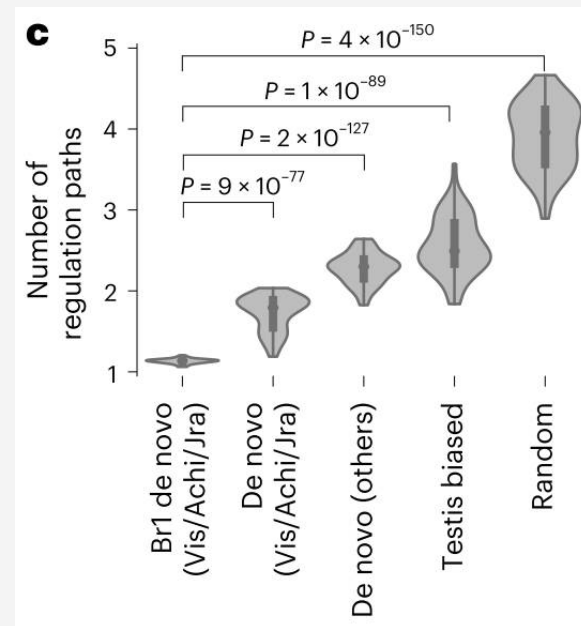 c
Number of
regulation paths
5
4
3
2
1
P = 4 × 10⁻¹⁵⁰
P = 1 × 10⁻⁸⁹
P = 2 × 10⁻¹²⁷
P = 9 × 10⁻⁷⁷
Br1 de novo
(Vis/Achi/Jra)
De novo
(Vis/Achi/Jra)
De novo (others)
Testis biased
Random